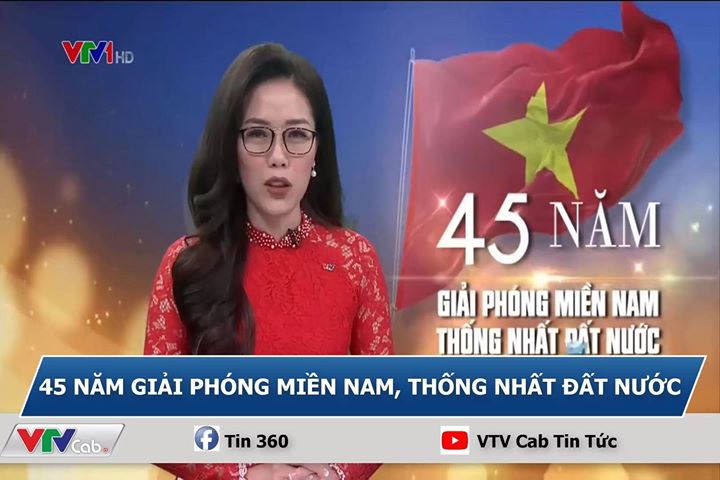 VTV1 HD
45 NĂM
GIẢI PHÓNG MIỀN NAM
THỐNG NHẤT ĐẤT NƯỚC
45 NĂM GIẢI PHÓNG MIỀN NAM, THỐNG NHẤT ĐẤT NƯỚC
VTVCab
Tin 360
VTV Cab Tin Tức